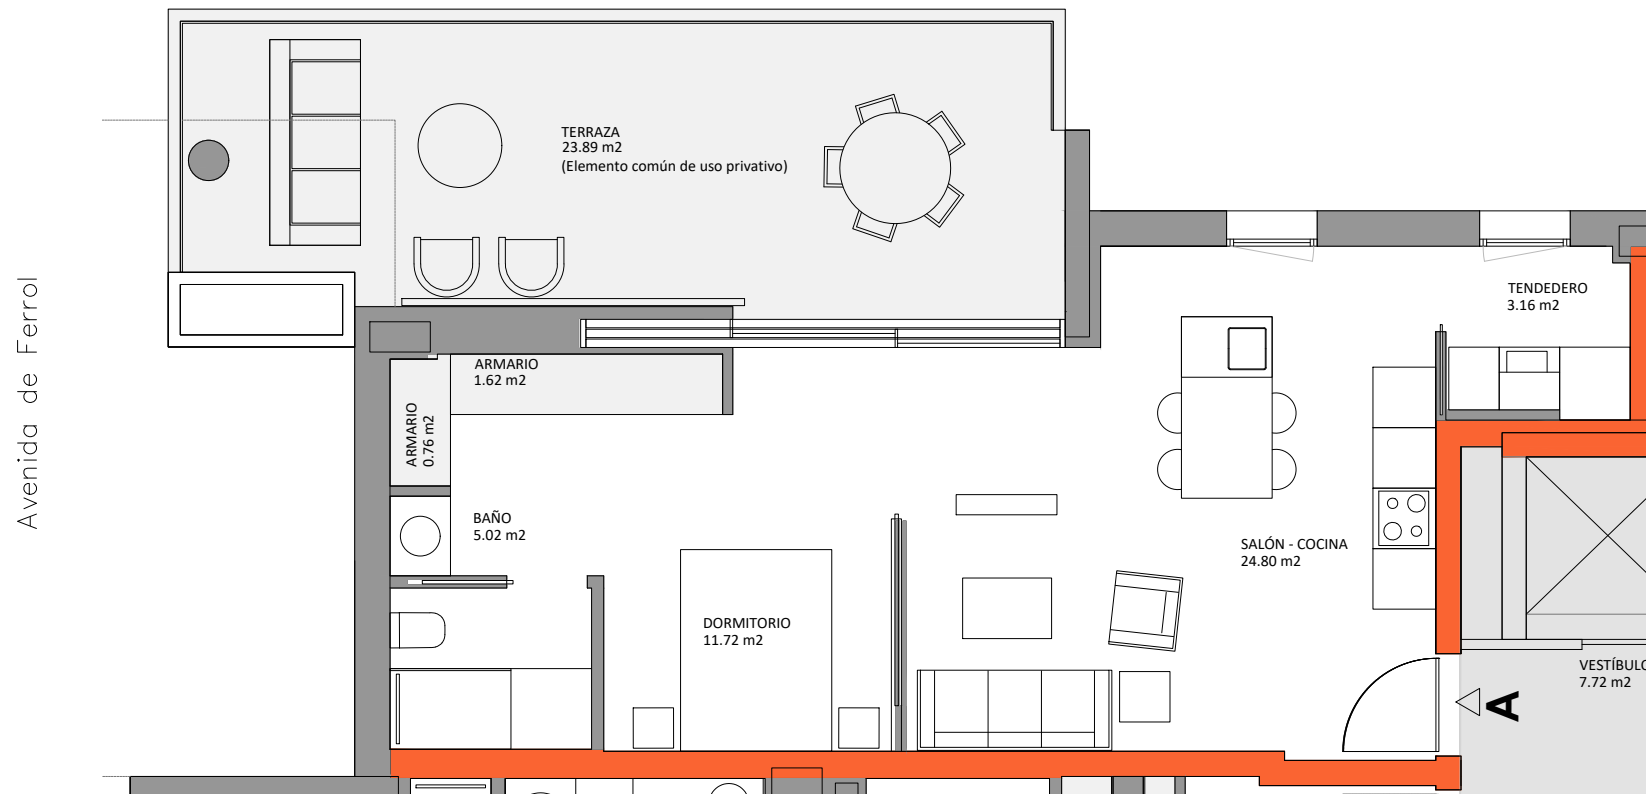 TERRAZA
23.89 m2
(Elemento común de uso privativo)
Avenida de Ferrol
TENDEDERO
3.16 m2
ARMARIO
1.62 m2
ARMARIO
0.76 m2
BAÑO
5.02 m2
SALÓN - COCINA
24.80 m2
DORMITORIO
11.72 m2
VESTÍBULO
7.72 m2
A